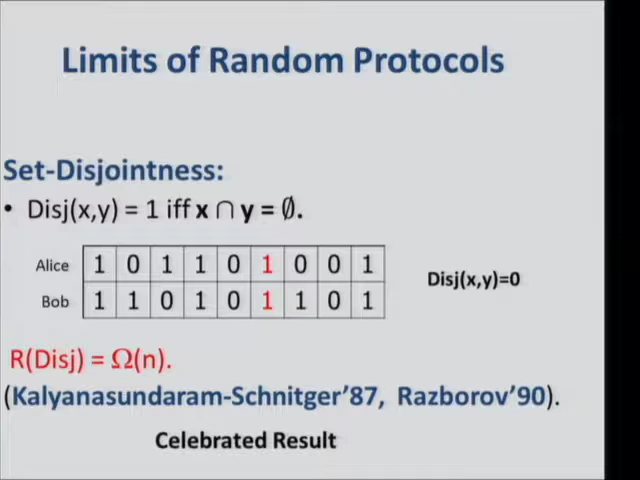 Limits of Random Protocols
Set-Disjointness:
• Disj(x,y) = 1 iff x ∩ y = ∅.
Alice 1 0 1 1 0 1 0 0 1
Disj(x,y)=0
Bob 1 1 0 1 0 1 1 0 1
R(Disj) = Ω(n).
(Kalyanasundaram-Schnitger'87, Razborov'90).
Celebrated Result